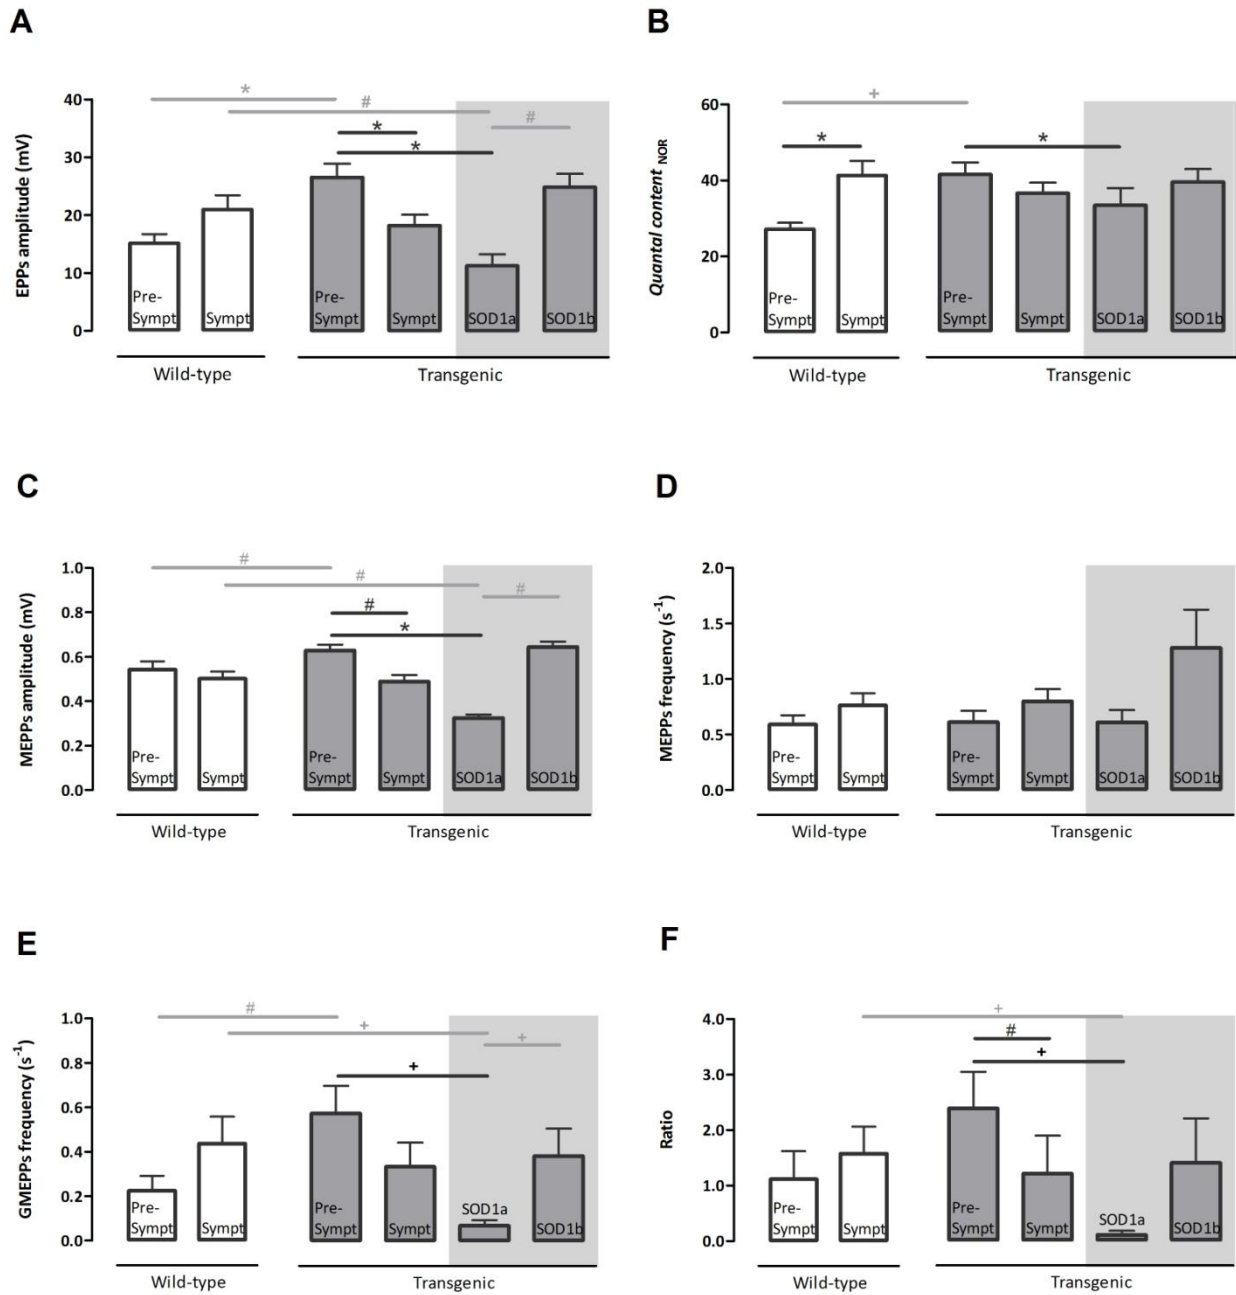 A
EPPs amplitude (mV)
40
30
20
10
0
*
#
*
*
#
Pre-
Sympt
Sympt
Pre-
Sympt
Sympt
SOD1a
SOD1b
Wild-type
Transgenic
B
Quantal content NOR
60
40
20
0
+
*
*
Pre-
Sympt
Sympt
Pre-
Sympt
Sympt
SOD1a
SOD1b
Wild-type
Transgenic
C
MEPPs amplitude (mV)
1.0
0.8
0.6
0.4
0.2
0.0
#
#
#
#
*
Pre-
Sympt
Sympt
Pre-
Sympt
Sympt
SOD1a
SOD1b
Wild-type
Transgenic
D
MEPPs frequency (s⁻¹)
2.0
1.5
1.0
0.5
0.0
Pre-
Sympt
Sympt
Pre-
Sympt
Sympt
SOD1a
SOD1b
Wild-type
Transgenic
E
GMEPPs frequency (s⁻¹)
1.0
0.8
0.6
0.4
0.2
0.0
#
+
+
+
Pre-
Sympt
Sympt
Pre-
Sympt
Sympt
SOD1a
SOD1b
Wild-type
Transgenic
F
Ratio
4.0
3.0
2.0
1.0
0.0
+
#
+
Pre-
Sympt
Sympt
Pre-
Sympt
Sympt
SOD1a
SOD1b
Wild-type
Transgenic